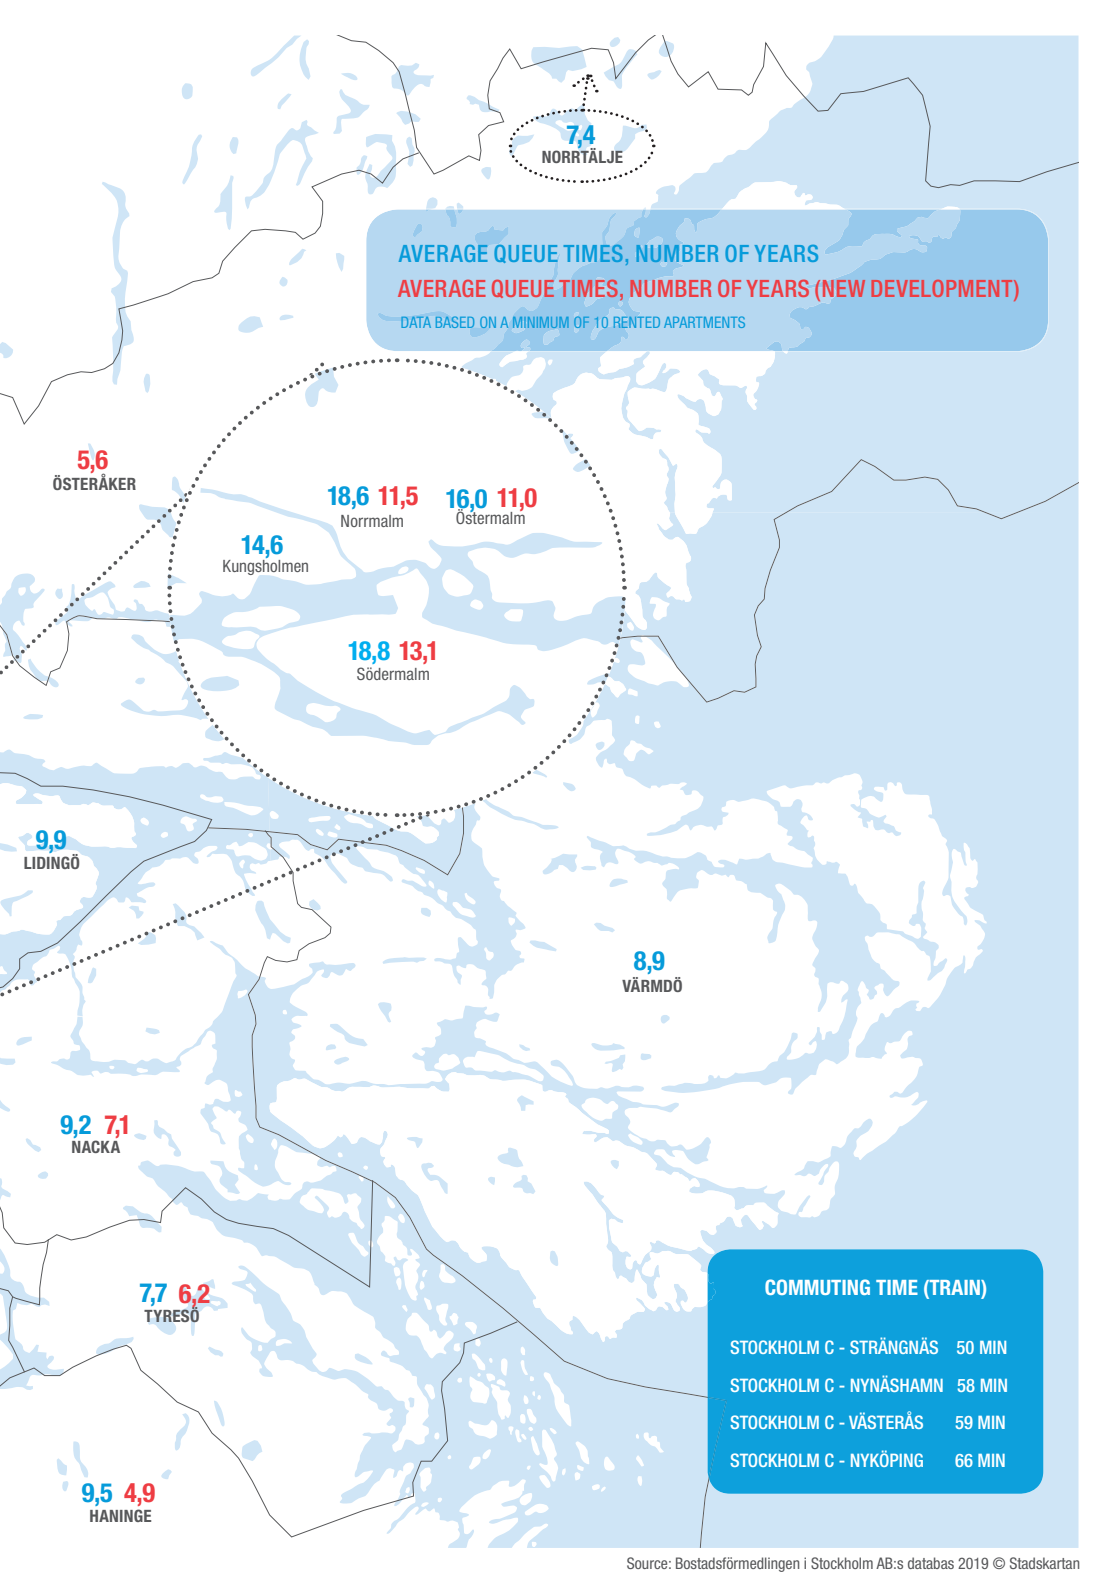 7,4
NORRTÄLJE
AVERAGE QUEUE TIMES, NUMBER OF YEARS
AVERAGE QUEUE TIMES, NUMBER OF YEARS (NEW DEVELOPMENT)
DATA BASED ON A MINIMUM OF 10 RENTED APARTMENTS
5,6
ÖSTERÅKER
18,6 11,5
Norrmalm
16,0 11,0
Östermalm
14,6
Kungsholmen
18,8 13,1
Södermalm
9,9
LIDINGÖ
8,9
VÄRMDÖ
9,2 7,1
NACKA
7,7 6,2
TYRESÖ
9,5 4,9
HANINGE
COMMUTING TIME (TRAIN)
STOCKHOLM C - STRÄNGNÄS 50 MIN
STOCKHOLM C - NYNÄSHAMN 58 MIN
STOCKHOLM C - VÄSTERÅS 59 MIN
STOCKHOLM C - NYKÖPING 66 MIN
Source: Bostadsförmedlingen i Stockholm AB:s databas 2019 © Stadskartan